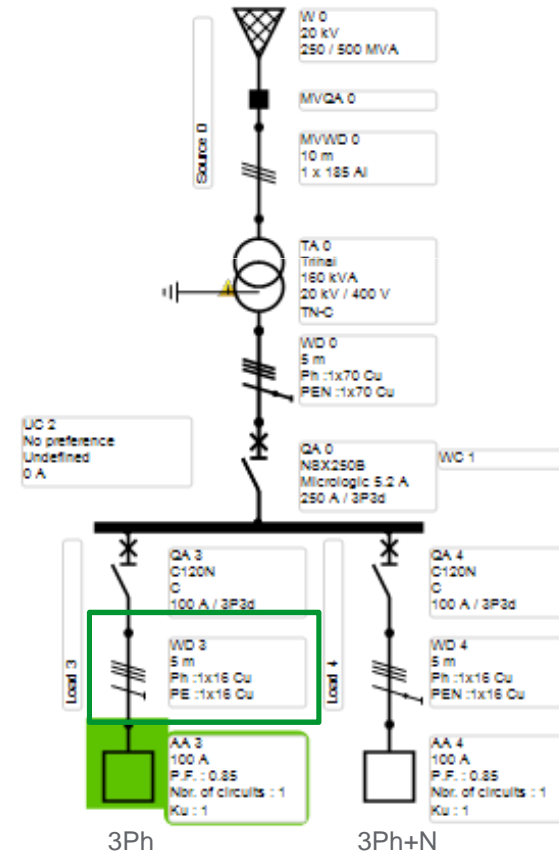 W 0
20 kV
250 / 500 MVA
Source 0
MVQA 0
MVWD 0
10 m
1 x 185 Al
TA 0
Trihal
160 kVA
20 kV / 400 V
TN-C
WD 0
5 m
Ph :1x70 Cu
PEN :1x70 Cu
UC 2
No preference
Undefined
0 A
QA 0
NSX250B
Micrologic 5.2 A
250 A / 3P3d
WC 1
QA 3
C120N
C
100 A / 3P3d
QA 4
C120N
C
100 A / 3P3d
Load 3
WD 3
5 m
Ph :1x16 Cu
PE :1x16 Cu
Load 4
WD 4
5 m
Ph :1x16 Cu
PEN :1x16 Cu
AA 3
100 A
P.F. : 0.85
Nbr. of circuits : 1
Ku : 1
AA 4
100 A
P.F. : 0.85
Nbr. of circuits : 1
Ku : 1
3Ph
3Ph+N